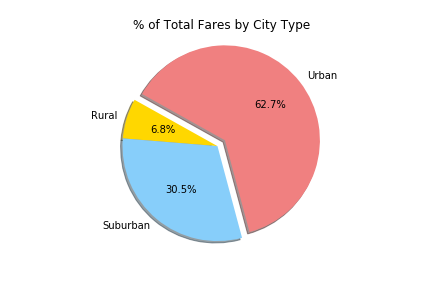 % of Total Fares by City Type
Urban
62.7%
Rural
6.8%
30.5%
Suburban